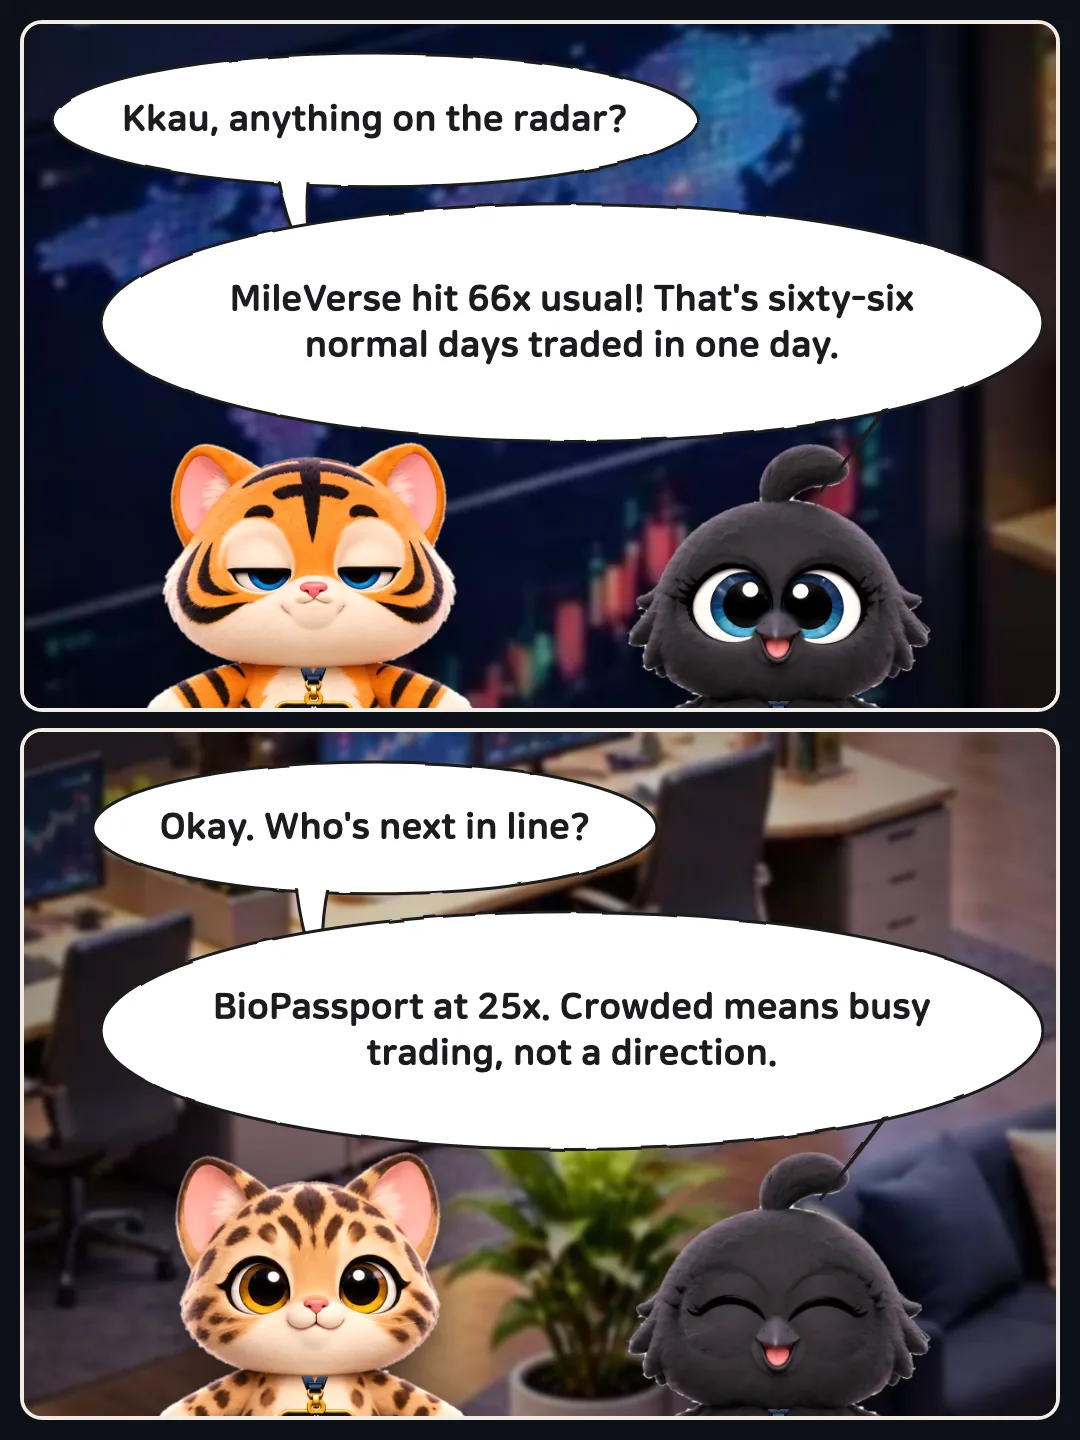 Kkau, anything on the radar?
MileVerse hit 66x usual! That's sixty-six
normal days traded in one day.
Okay. Who's next in line?
BioPassport at 25x. Crowded means busy
trading, not a direction.